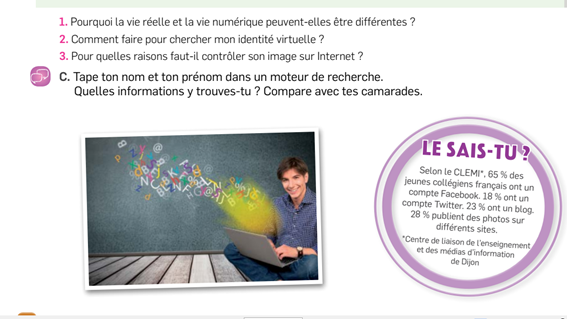 1. Pourquoi la vie réelle et la vie numérique peuvent-elles être différentes ?
2. Comment faire pour chercher mon identité virtuelle ?
3. Pour quelles raisons faut-il contrôler son image sur Internet ?
C. Tape ton nom et ton prénom dans un moteur de recherche.
Quelles informations y trouves-tu ? Compare avec tes camarades.
LE SAIS-TU ?
Selon le CLEMI*, 65 % des
jeunes collégiens français ont un
compte Facebook. 18 % ont un
compte Twitter. 23 % ont un blog.
28 % publient des photos sur
différents sites.
*Centre de liaison de l'enseignement
et des médias d'information
de Dijon